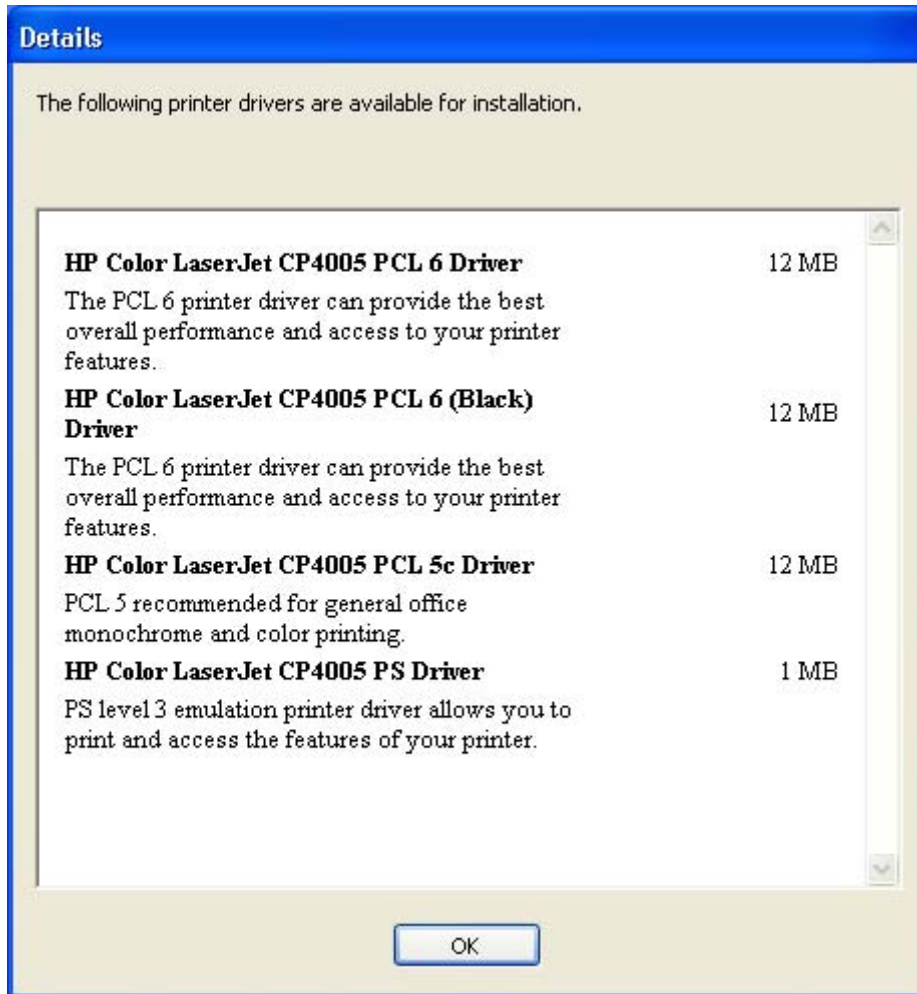 Details
The following printer drivers are available for installation.
HP Color LaserJet CP4005 PCL 6 Driver 12 MB
The PCL 6 printer driver can provide the best
overall performance and access to your printer
features.
HP Color LaserJet CP4005 PCL 6 (Black)
Driver 12 MB
The PCL 6 printer driver can provide the best
overall performance and access to your printer
features.
HP Color LaserJet CP4005 PCL 5c Driver 12 MB
PCL 5 recommended for general office
monochrome and color printing.
HP Color LaserJet CP4005 PS Driver 1 MB
PS level 3 emulation printer driver allows you to
print and access the features of your printer.
OK